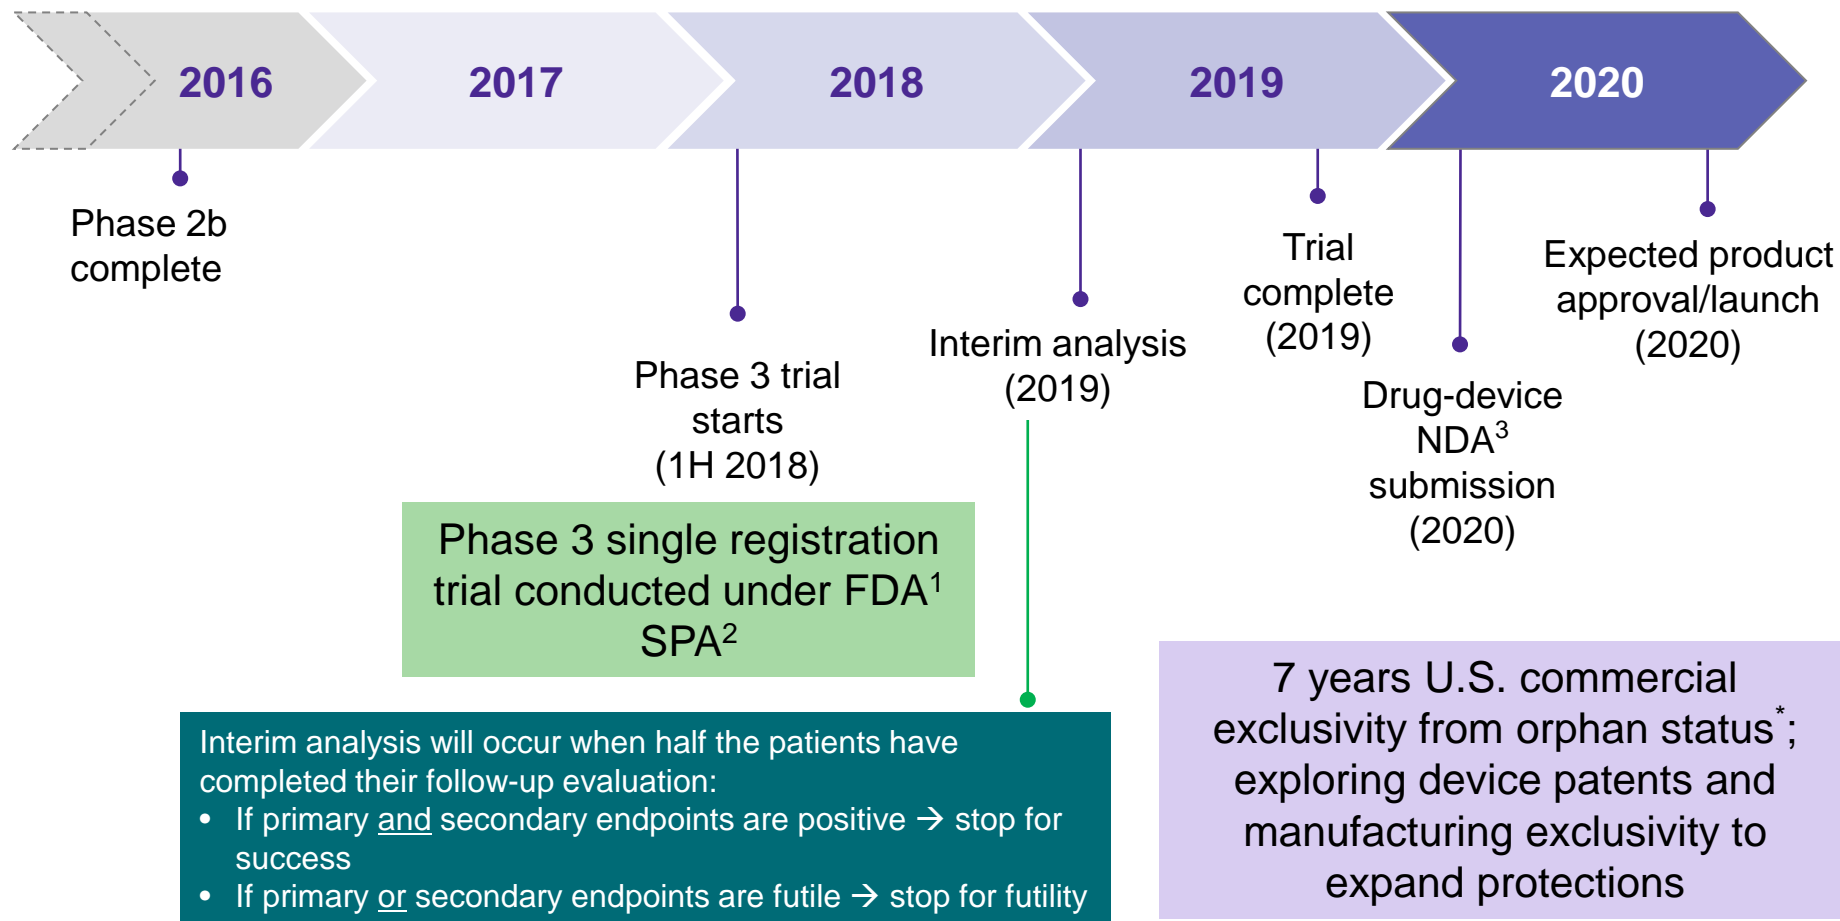 2016
2017
2018
2019
2020
Phase 2b
complete
Phase 3 trial
starts
(1H 2018)
Interim analysis
(2019)
Trial
complete
(2019)
Drug-device
NDA³
submission
(2020)
Expected product
approval/launch
(2020)
Phase 3 single registration
trial conducted under FDA¹
SPA²
Interim analysis will occur when half the patients have
completed their follow-up evaluation:
• If primary and secondary endpoints are positive → stop for
success
• If primary or secondary endpoints are futile → stop for futility
7 years U.S. commercial
exclusivity from orphan status*;
exploring device patents and
manufacturing exclusivity to
expand protections